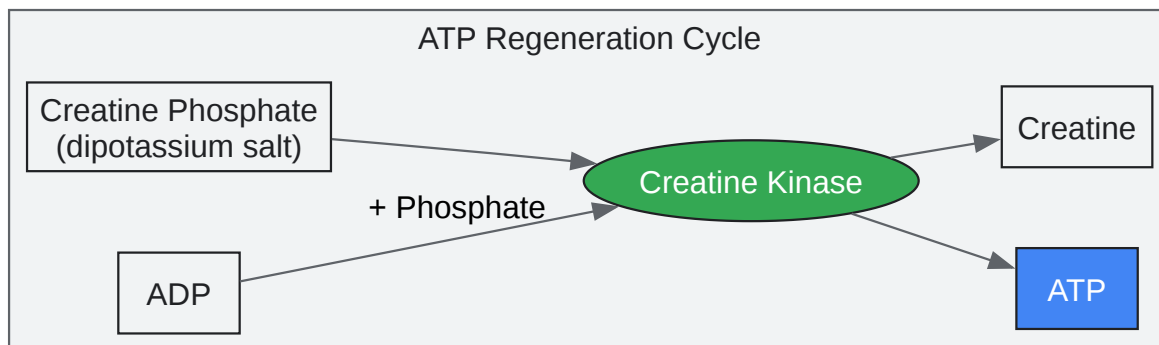 ATP Regeneration Cycle
Creatine Phosphate
(dipotassium salt)
Creatine
Creatine Kinase
+ Phosphate
ADP
ATP